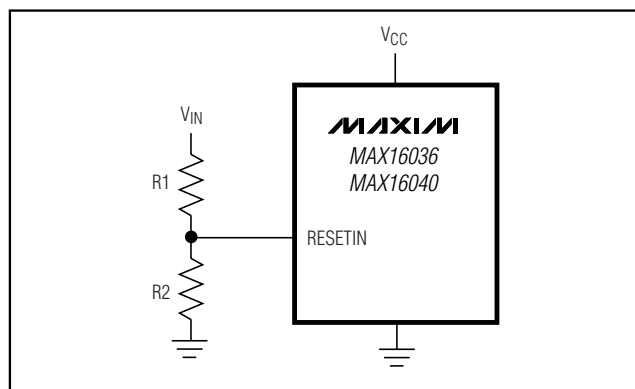 VCC
VIN
MAXIM
MAX16036
MAX16040
R1
RESETIN
R2